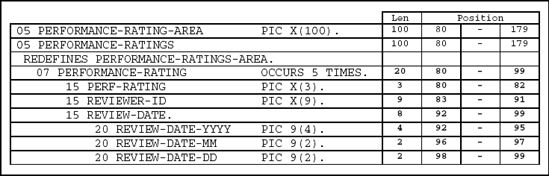 Len Position
05 PERFORMANCE-RATING-AREA PIC X(100). 100 80 - 179
05 PERFORMANCE-RATINGS 100 80 - 179
REDEFINES PERFORMANCE-RATINGS-AREA.
07 PERFORMANCE-RATING OCCURS 5 TIMES. 20 80 - 99
15 PERF-RATING PIC X(3). 3 80 - 82
15 REVIEWER-ID PIC X(9). 9 83 - 91
15 REVIEW-DATE. 8 92 - 99
20 REVIEW-DATE-YYYY PIC 9(4). 4 92 - 95
20 REVIEW-DATE-MM PIC 9(2). 2 96 - 97
20 REVIEW-DATE-DD PIC 9(2). 2 98 - 99